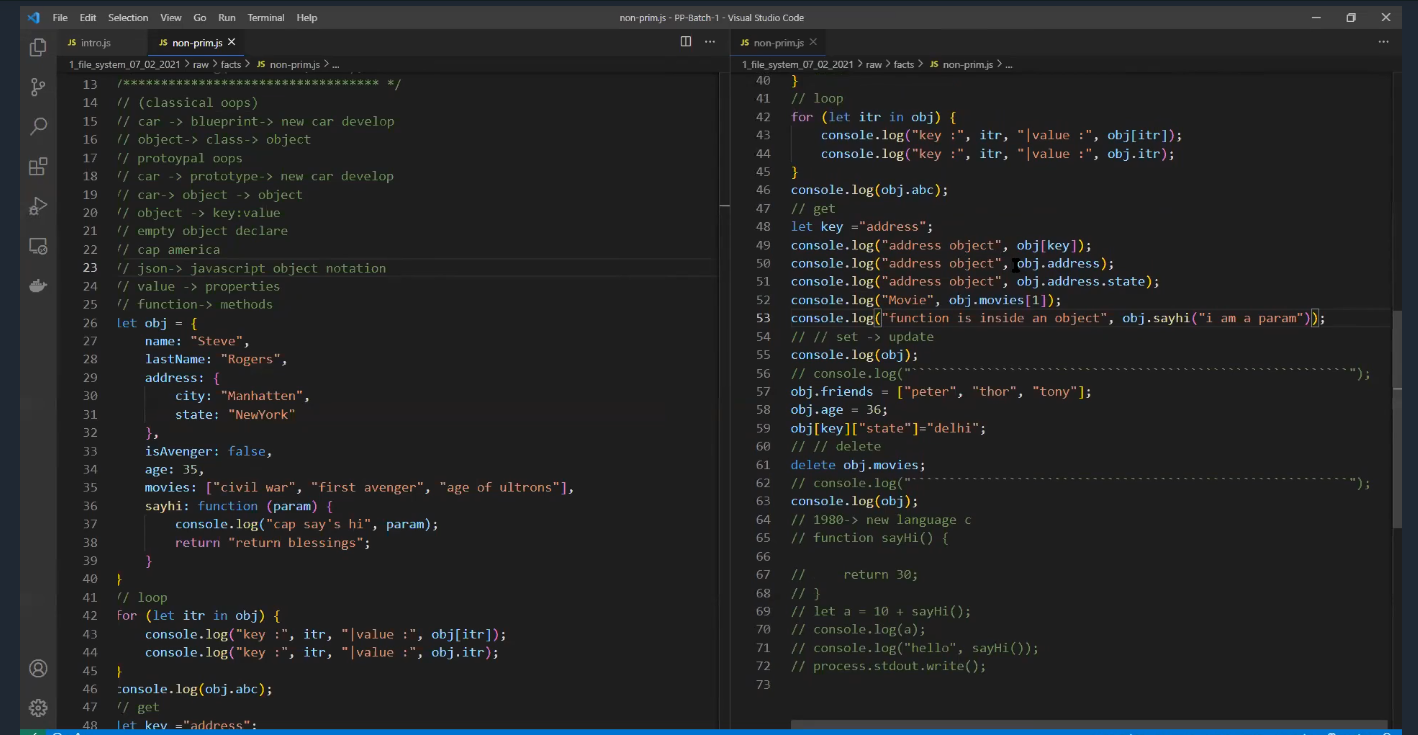 File Edit Selection View Go Run Terminal Help
non-prim.js - PP-Batch-1 - Visual Studio Code
JS intro.js
JS non-prim.js
1_file_system_07_02_2021 > raw > facts > JS non-prim.js > ...
13 /********************************** */
14 // (classical oops)
15 // car -> blueprint-> new car develop
16 // object-> class-> object
17 // protoypal oops
18 // car -> prototype-> new car develop
19 // car-> object -> object
20 // object -> key:value
21 // empty object declare
22 // cap america
23 // json-> javascript object notation
24 // value -> properties
25 // function-> methods
26 let obj = {
27 name: "Steve",
28 lastName: "Rogers",
29 address: {
30 city: "Manhatten",
31 state: "NewYork"
32 },
33 isAvenger: false,
34 age: 35,
35 movies: ["civil war", "first avenger", "age of ultrons"],
36 sayhi: function (param) {
37 console.log("cap say's hi", param);
38 return "return blessings";
39 }
40 }
41 // loop
42 for (let itr in obj) {
43 console.log("key :", itr, "|value :", obj[itr]);
44 console.log("key :", itr, "|value :", obj.itr);
45 }
46 console.log(obj.abc);
47 // get
48 let key ="address";
JS non-prim.js
1_file_system_07_02_2021 > raw > facts > JS non-prim.js > ...
40 }
41 // loop
42 for (let itr in obj) {
43 console.log("key :", itr, "|value :", obj[itr]);
44 console.log("key :", itr, "|value :", obj.itr);
45 }
46 console.log(obj.abc);
47 // get
48 let key ="address";
49 console.log("address object", obj[key]);
50 console.log("address object", obj.address);
51 console.log("address object", obj.address.state);
52 console.log("Movie", obj.movies[1]);
53 console.log("function is inside an object", obj.sayhi("i am a param"));
54 // // set -> update
55 console.log(obj);
56 // console.log("``````````````````````````````````````````````````````````");
57 obj.friends = ["peter", "thor", "tony"];
58 obj.age = 36;
59 obj[key]["state"]="delhi";
60 // // delete
61 delete obj.movies;
62 // console.log("``````````````````````````````````````````````````````````");
63 console.log(obj);
64 // 1980-> new language c
65 // function sayHi() {
66
67 // return 30;
68 // }
69 // let a = 10 + sayHi();
70 // console.log(a);
71 // console.log("hello", sayHi());
72 // process.stdout.write();
73